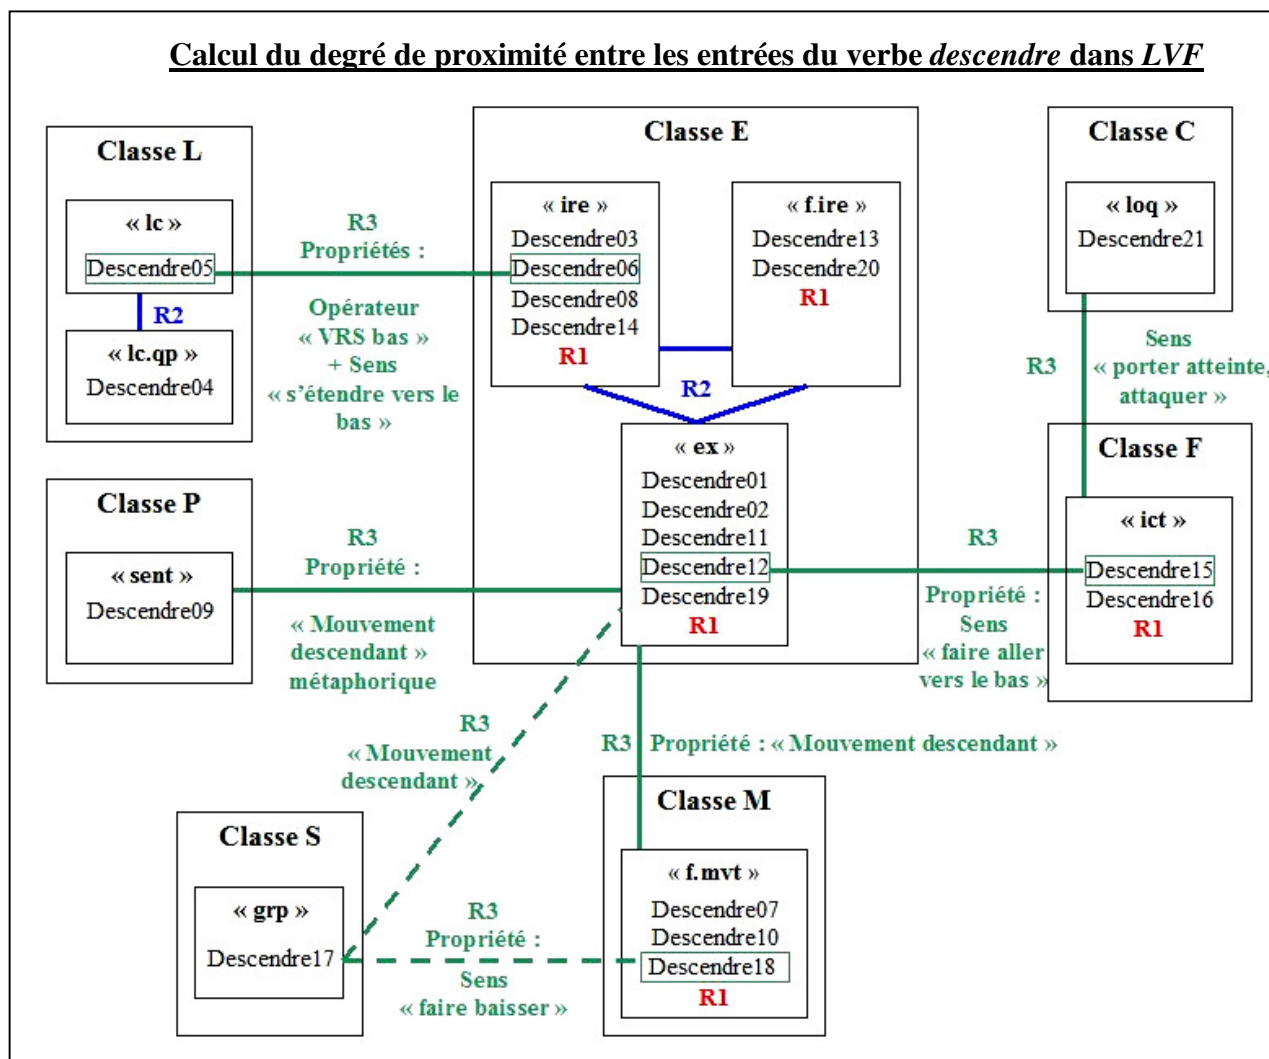 Calcul du degré de proximité entre les entrées du verbe descendre dans LVF
Classe L
« lc »
Descendre05
R2
« lc.qp »
Descendre04
R3
Propriétés :
Opérateur
« VRS bas »
+ Sens
« s’étendre vers le
bas »
Classe E
« ire »
Descendre03
Descendre06
Descendre08
Descendre14
R1
« f.ire »
Descendre13
Descendre20
R1
R2
« ex »
Descendre01
Descendre02
Descendre11
Descendre12
Descendre19
R1
Classe C
« loq »
Descendre21
R3
Sens
« porter atteinte,
attaquer »
Classe F
« ict »
Descendre15
Descendre16
R1
R3
Propriété :
Sens
« faire aller
vers le bas »
Classe P
« sent »
Descendre09
R3
Propriété :
« Mouvement
descendant »
métaphorique
R3
« Mouvement
descendant »
R3
Propriété : « Mouvement descendant »
Classe M
« f.mvt »
Descendre07
Descendre10
Descendre18
R1
Classe S
« grp »
Descendre17
R3
Propriété :
Sens
« faire baisser »